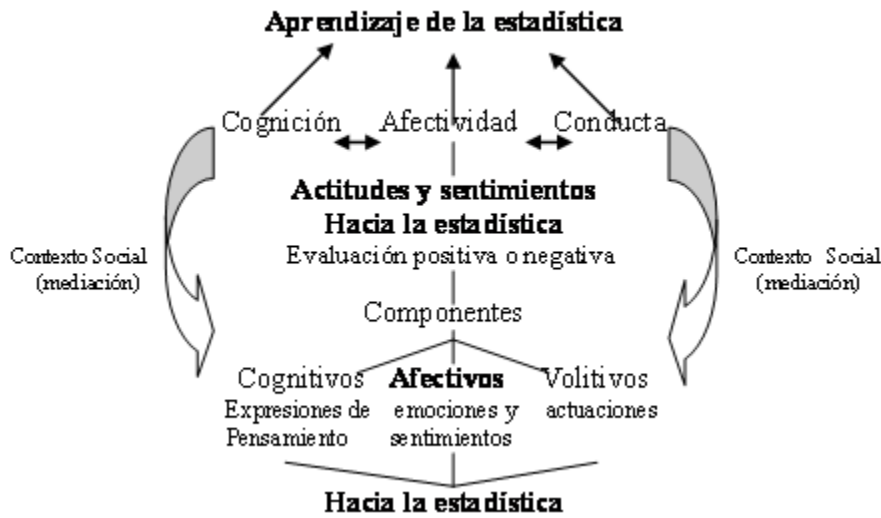 Aprendizaje de la estadística
Cognición Afectividad Conducta
Actitudes y sentimientos
Hacia la estadística
Evaluación positiva o negativa
Contexto Social
(mediación)
Contexto Social
(mediación)
Componentes
Cognitivos Afectivos Volitivos
Expresiones de emociones y actuaciones
Pensamiento sentimientos
Hacia la estadística